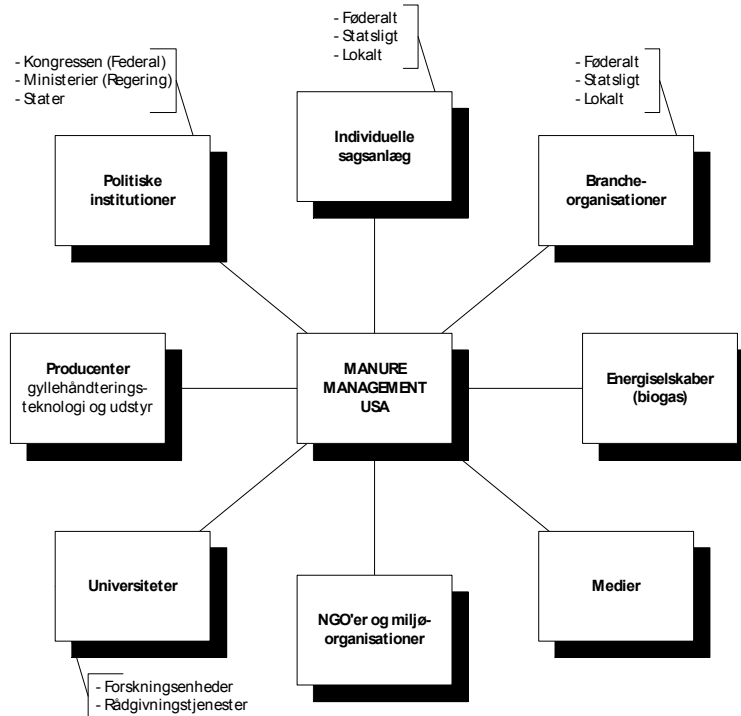 - Føderalt
- Statsligt
- Lokalt
- Kongressen (Federal)
- Ministerier (Regering)
- Stater
- Føderalt
- Statsligt
- Lokalt
Politiske
institutioner
Individuelle
sagsanlæg
Branche-
organisationer
Producenter
gyllehåndterings-
teknologi og udstyr
MANURE
MANAGEMENT
USA
Energiselskaber
(biogas)
Universiteter
NGO'er og miljø-
organisationer
Medier
- Forskningsenheder
- Rådgivningstjenester